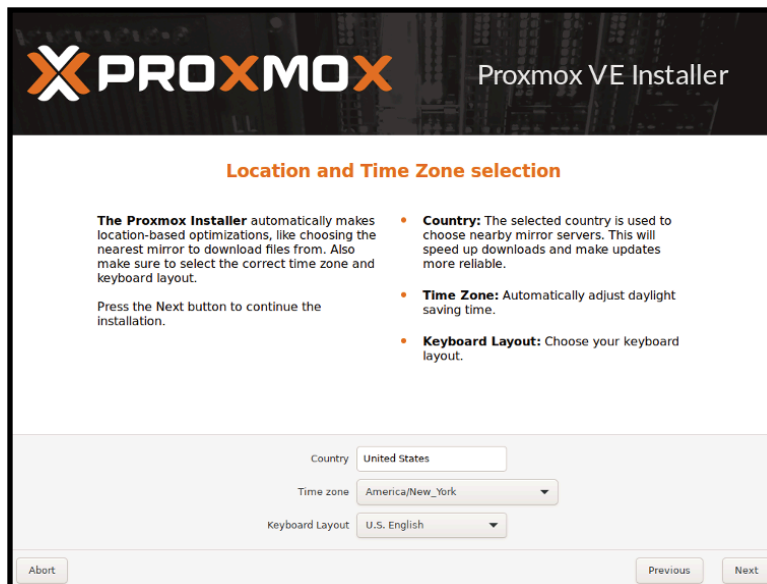 PROXMOX
Proxmox VE Installer
Location and Time Zone selection
The Proxmox Installer automatically makes
location-based optimizations, like choosing the
nearest mirror to download files from. Also
make sure to select the correct time zone and
keyboard layout.
Press the Next button to continue the
installation.
• Country: The selected country is used to
choose nearby mirror servers. This will
speed up downloads and make updates
more reliable.
• Time Zone: Automatically adjust daylight
saving time.
• Keyboard Layout: Choose your keyboard
layout.
Country United States
Time zone America/New_York
Keyboard Layout U.S. English
Abort Previous Next